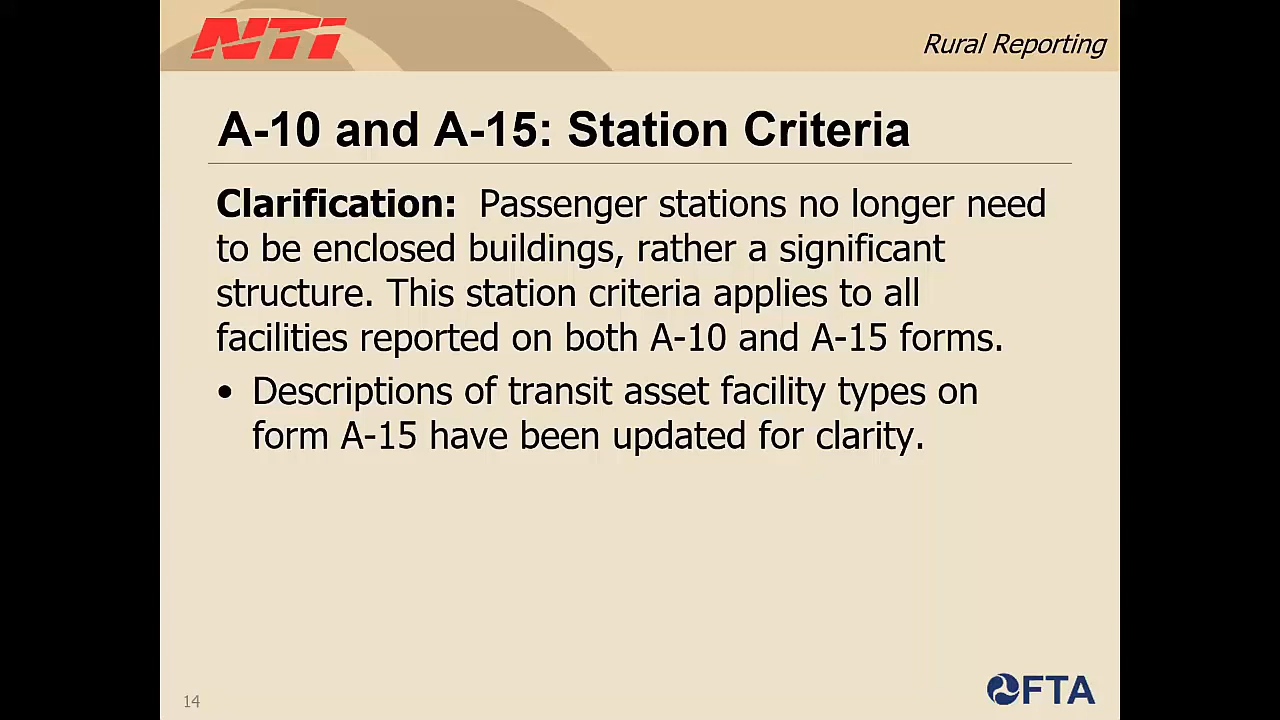 NTI
Rural Reporting
A-10 and A-15: Station Criteria
Clarification: Passenger stations no longer need
to be enclosed buildings, rather a significant
structure. This station criteria applies to all
facilities reported on both A-10 and A-15 forms.
• Descriptions of transit asset facility types on
form A-15 have been updated for clarity.
14
FTA